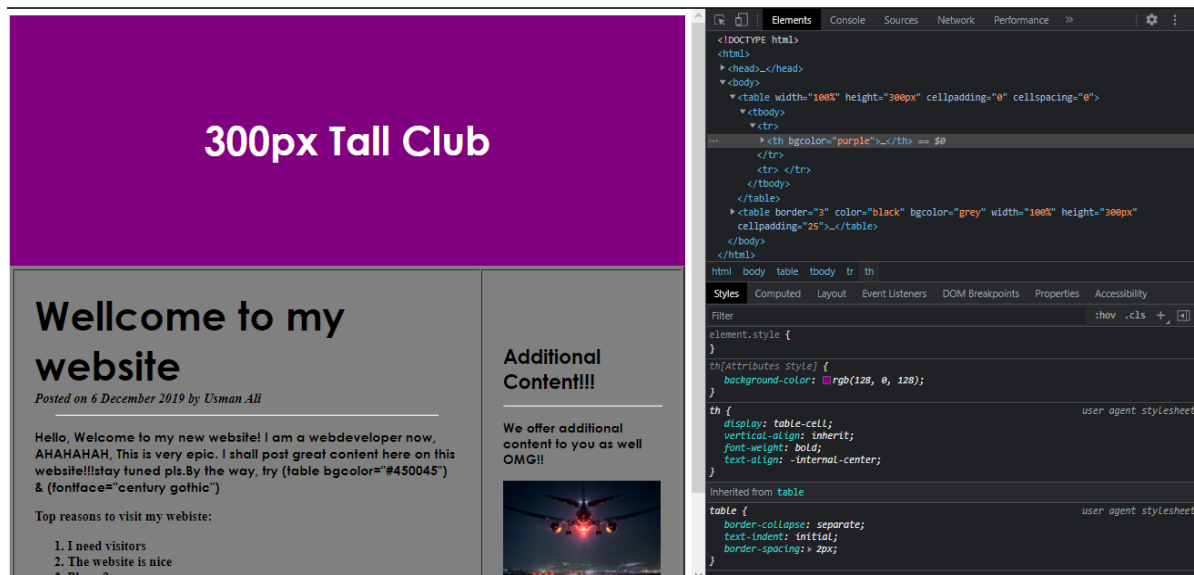 300px Tall Club
Wellcome to my
website
Posted on 6 December 2019 by Usman Ali
Hello, Welcome to my new website! I am a webdeveloper now,
AHAHAHAH, This is very epic. I shall post great content here on this
website!!!stay tuned pls.By the way, try (table bgcolor="#450045")
& (fontface="century gothic")
Top reasons to visit my webiste:
1. I need visitors
2. The website is nice
Additional
Content!!!
We offer additional
content to you as well
OMG!!
Elements Console Sources Network Performance »
<!DOCTYPE html>
<html>
<head>…</head>
<body>
<table width="100%" height="300px" cellpadding="0" cellspacing="0">
<tbody>
<tr>
<th bgcolor="purple">…</th> == $0
</tr>
<tr> </tr>
</tbody>
</table>
<table border="3" color="black" bgcolor="grey" width="100%" height="300px"
cellpadding="25">…</table>
</body>
</html>
html body table tbody tr th
Styles Computed Layout Event Listeners DOM Breakpoints Properties Accessibility
Filter :hov .cls +
element.style {
}
th[Attributes Style] {
background-color: rgb(128, 0, 128);
}
th { user agent stylesheet
display: table-cell;
vertical-align: inherit;
font-weight: bold;
text-align: -internal-center;
}
Inherited from table
table { user agent stylesheet
border-collapse: separate;
text-indent: initial;
border-spacing: 2px;
}